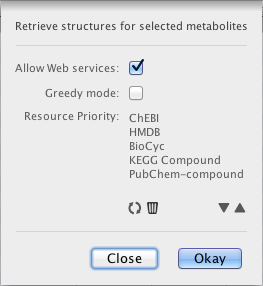 Retrieve structures for selected metabolites
Allow Web services:
Greedy mode:
Resource Priority: ChEBI
HMDB
BioCyc
KEGG Compound
PubChem-compound
Close Okay